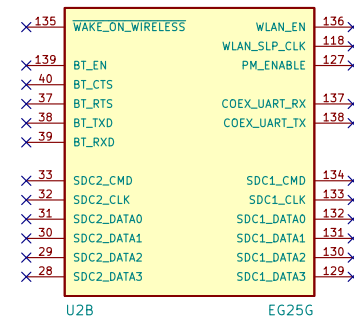 135 WAKE_ON_WIRELESS WLAN_EN 136
WLAN_SLP_CLK 118
139 BT_EN PM_ENABLE 127
40 BT_CTS
37 BT_RTS COEX_UART_RX 137
38 BT_TXD COEX_UART_TX 138
39 BT_RXD
33 SDC2_CMD SDC1_CMD 134
32 SDC2_CLK SDC1_CLK 133
31 SDC2_DATA0 SDC1_DATA0 132
30 SDC2_DATA1 SDC1_DATA1 131
29 SDC2_DATA2 SDC1_DATA2 130
28 SDC2_DATA3 SDC1_DATA3 129
U2B EG25G